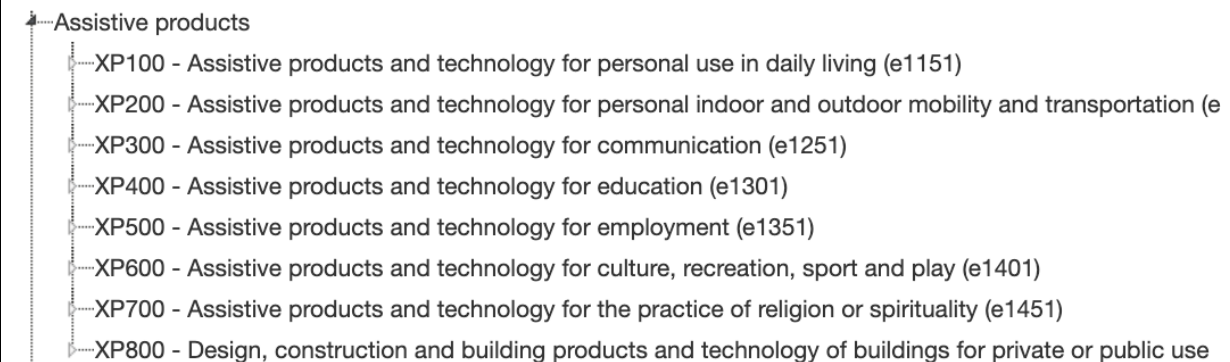 Assistive products
XP100 - Assistive products and technology for personal use in daily living (e1151)
XP200 - Assistive products and technology for personal indoor and outdoor mobility and transportation (e
XP300 - Assistive products and technology for communication (e1251)
XP400 - Assistive products and technology for education (e1301)
XP500 - Assistive products and technology for employment (e1351)
XP600 - Assistive products and technology for culture, recreation, sport and play (e1401)
XP700 - Assistive products and technology for the practice of religion or spirituality (e1451)
XP800 - Design, construction and building products and technology of buildings for private or public use